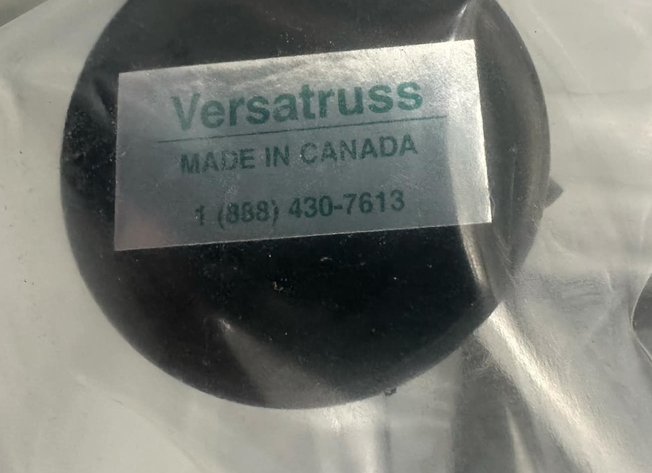 Versatruss
MADE IN CANADA
1 (888) 430-7613